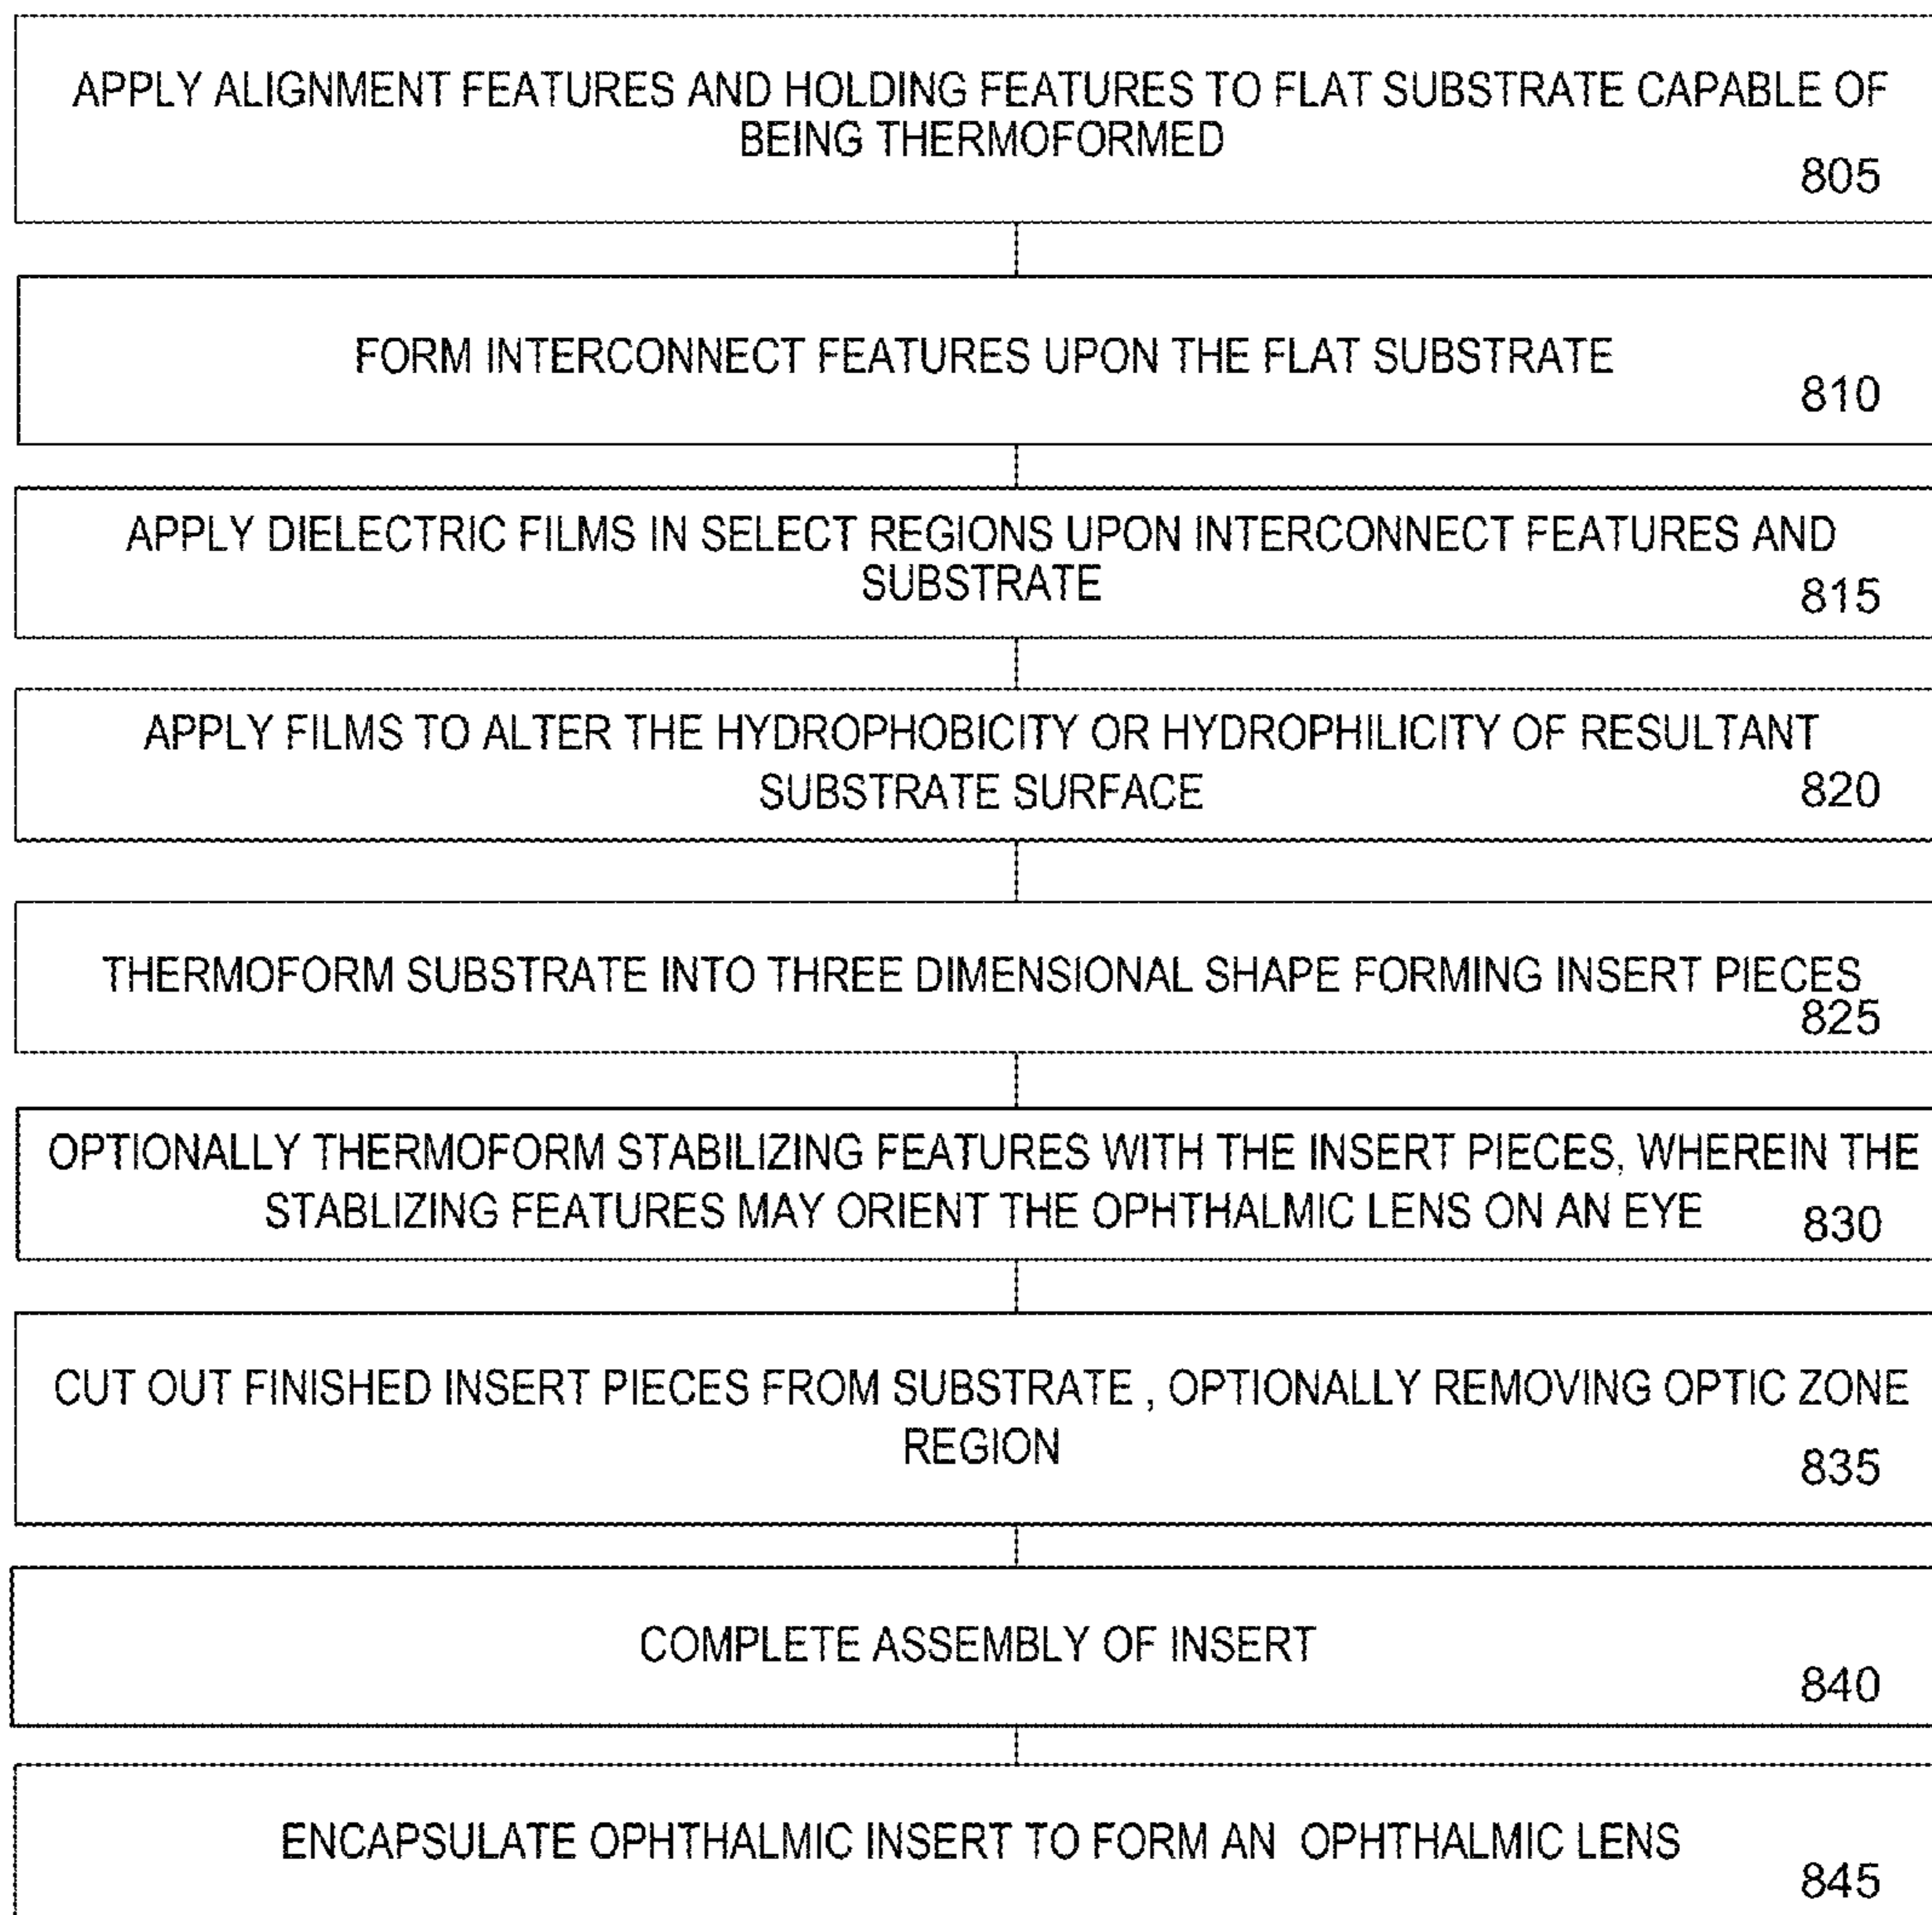 APPLY ALIGNMENT FEATURES AND HOLDING FEATURES TO FLAT SUBSTRATE CAPABLE OF
BEING THERMOFORMED
805
FORM INTERCONNECT FEATURES UPON THE FLAT SUBSTRATE
810
APPLY DIELECTRIC FILMS IN SELECT REGIONS UPON INTERCONNECT FEATURES AND
SUBSTRATE
815
APPLY FILMS TO ALTER THE HYDROPHOBICITY OR HYDROPHILICITY OF RESULTANT
SUBSTRATE SURFACE
820
THERMOFORM SUBSTRATE INTO THREE DIMENSIONAL SHAPE FORMING INSERT PIECES
825
OPTIONALLY THERMOFORM STABILIZING FEATURES WITH THE INSERT PIECES, WHEREIN THE
STABLIZING FEATURES MAY ORIENT THE OPHTHALMIC LENS ON AN EYE
830
CUT OUT FINISHED INSERT PIECES FROM SUBSTRATE , OPTIONALLY REMOVING OPTIC ZONE
REGION
835
COMPLETE ASSEMBLY OF INSERT
840
ENCAPSULATE OPHTHALMIC INSERT TO FORM AN OPHTHALMIC LENS
845